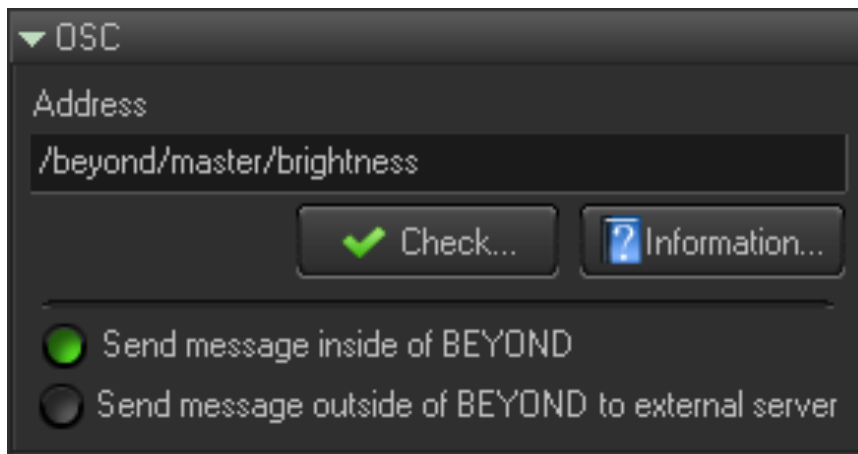 OSC
Address
/beyond/master/brightness
Check... Information...
Send message inside of BEYOND
Send message outside of BEYOND to external server